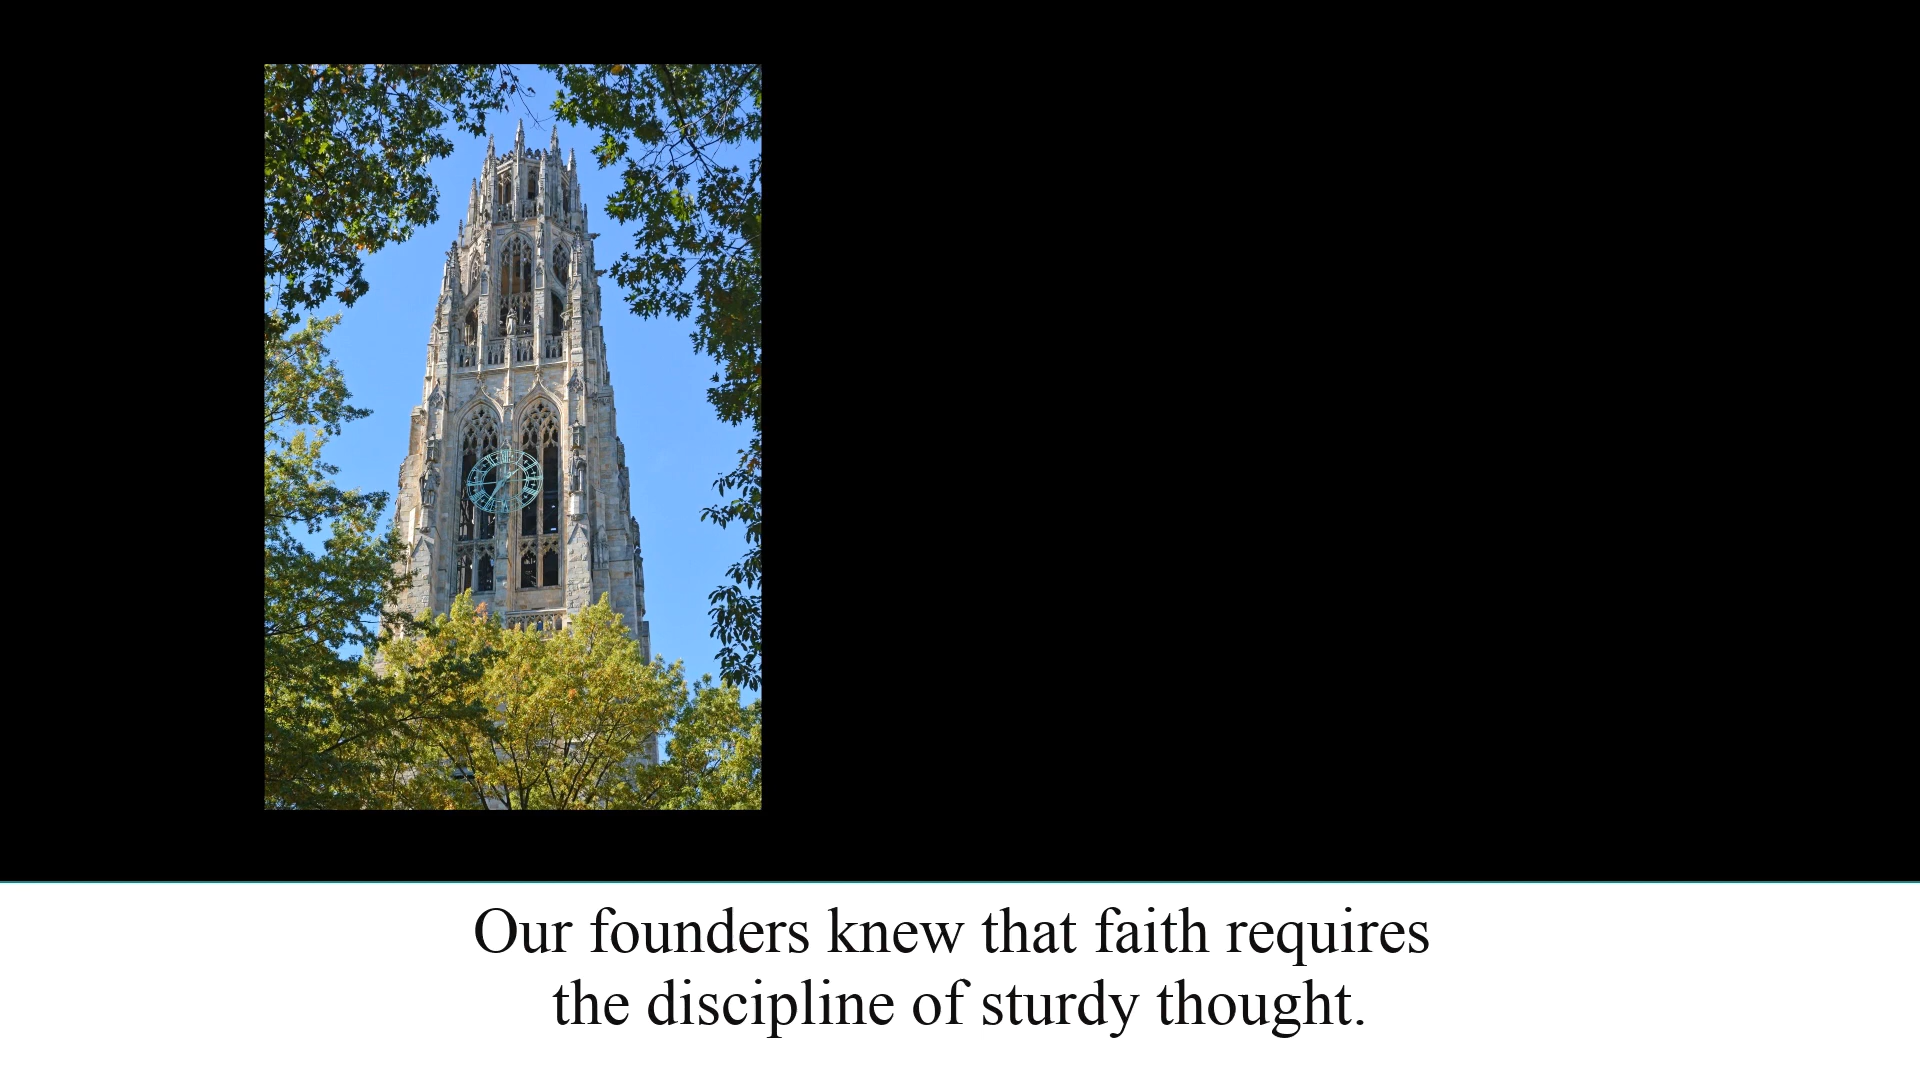 Our founders knew that faith requires
the discipline of sturdy thought.